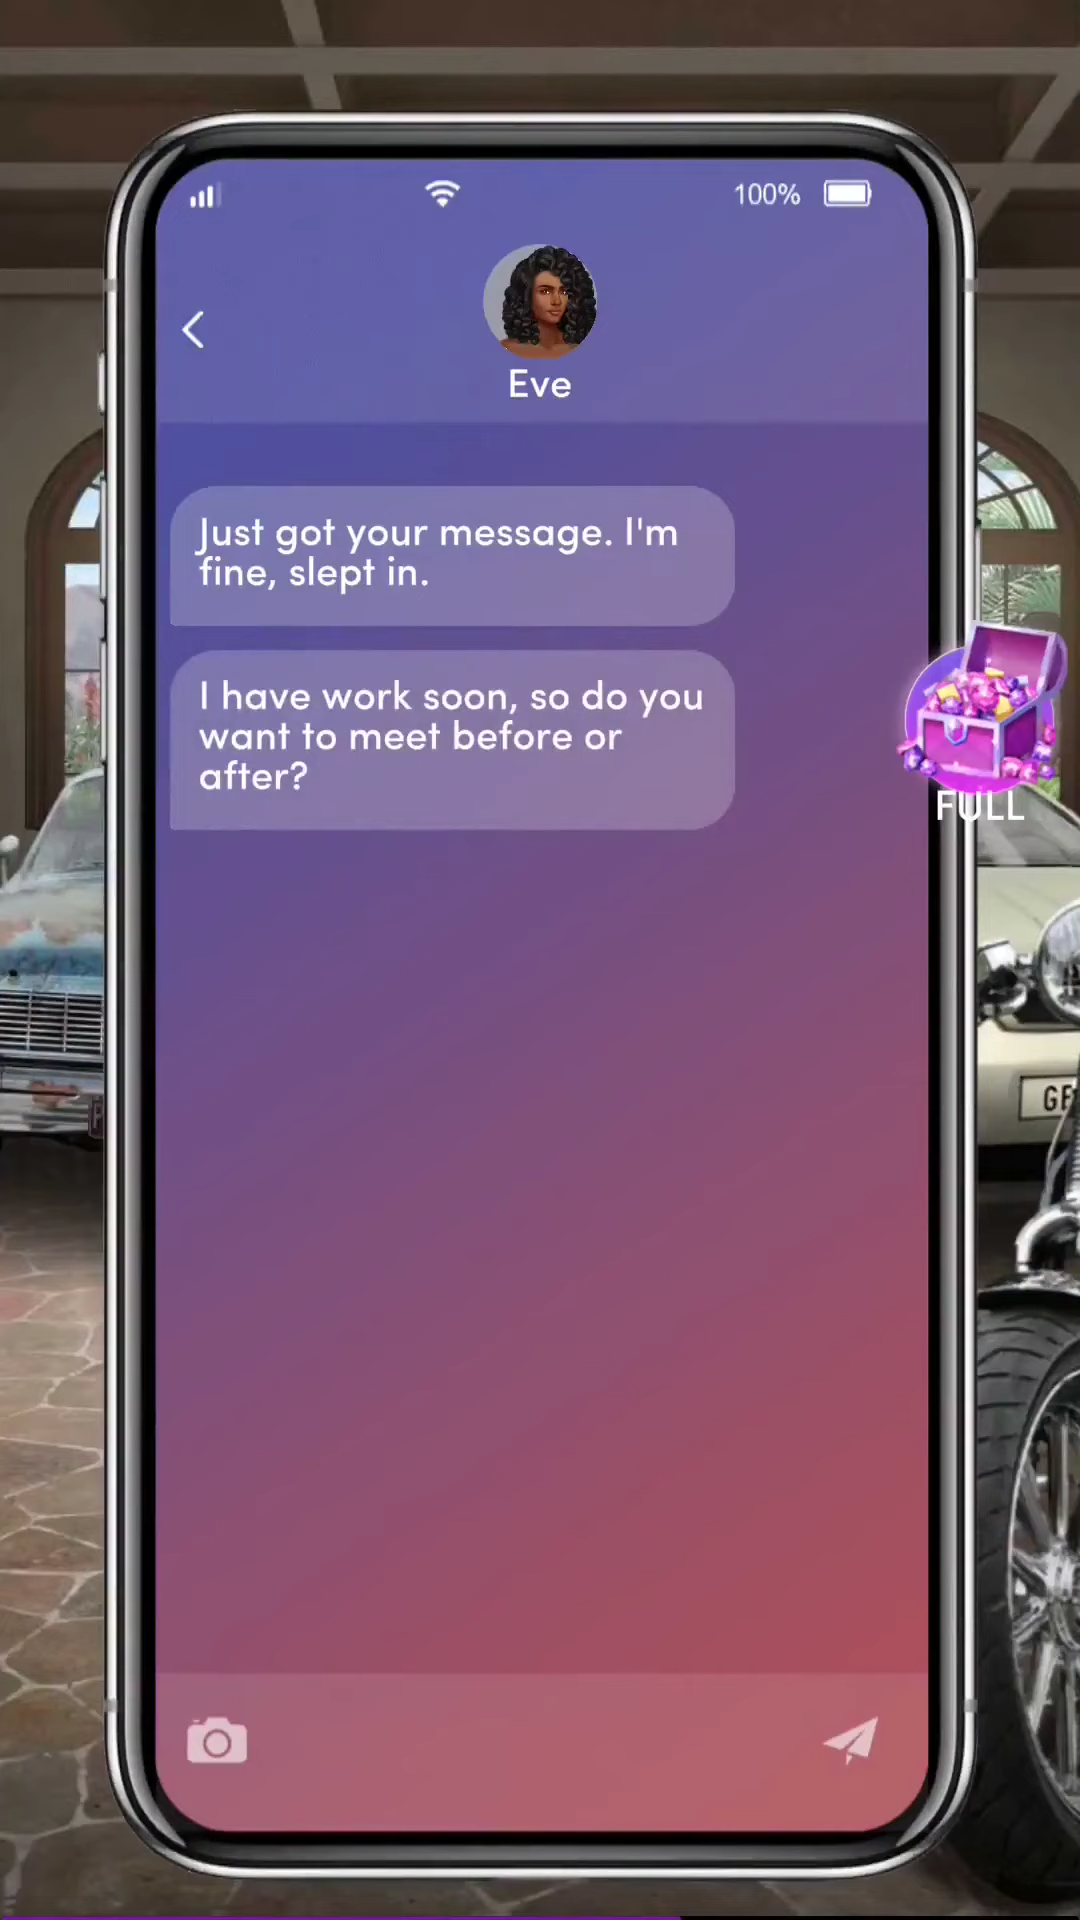 100%
Eve
Just got your message. I'm
fine, slept in.
I have work soon, so do you
want to meet before or
after?
FULL
GE